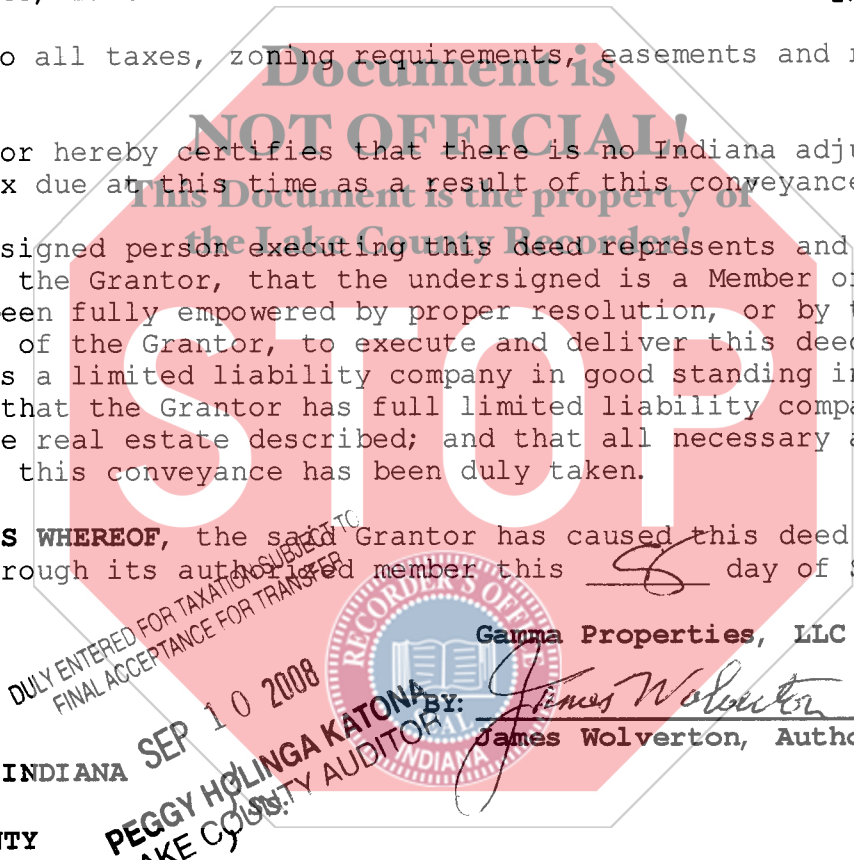 o all taxes, zoning requirements, easements and
Document is
NOT OFFICIAL!
or hereby certifies that there is no Indiana adju
x due at this time as a result of this conveyance
This Document is the property of
the Lake County Recorder!
signed person executing this deed represents and
the Grantor, that the undersigned is a Member o
een fully empowered by proper resolution, or by t
of the Grantor, to execute and deliver this deed
s a limited liability company in good standing in
that the Grantor has full limited liability compa
e real estate described; and that all necessary a
this conveyance has been duly taken.
STOP
S WHEREOF, the said Grantor has caused this deed
rough its authorized member this 8 day of S
DULY ENTERED FOR TAXATION SUBJECT TO
FINAL ACCEPTANCE FOR TRANSFER
SEP 10 2008
PEGGY HOLINGA KATONA
LAKE COUNTY AUDITOR
RECORDER'S OFFICE
SEAL
INDIANA
Gamma Properties, LLC
BY: James Wolverton
James Wolverton, Autho
INDIANA
SS:
NTY